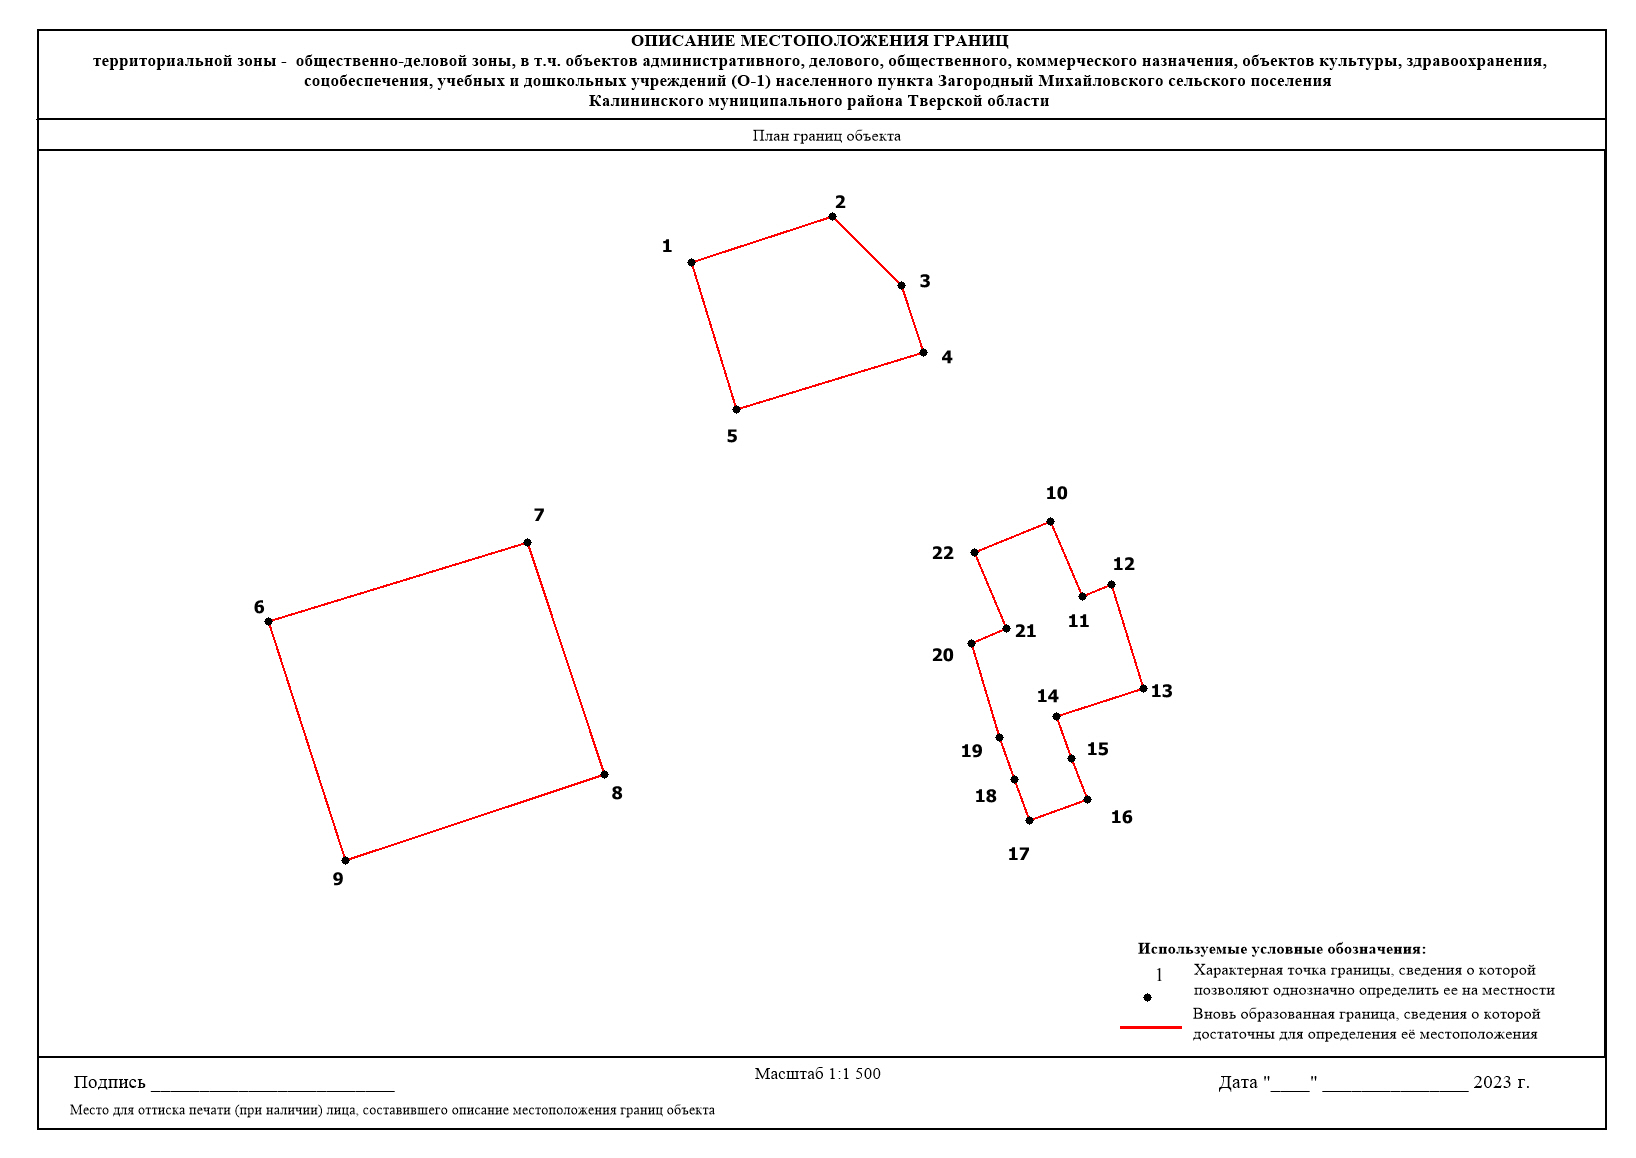 ОПИСАНИЕ МЕСТОПОЛОЖЕНИЯ ГРАНИЦ
территориальной зоны - общественно-деловой зоны, в т.ч. объектов административного, делового, общественного, коммерческого назначения, объектов культуры, здравоохранения,
соцобеспечения, учебных и дошкольных учреждений (О-1) населенного пункта Загородный Михайловского сельского поселения
Калининского муниципального района Тверской области
План границ объекта
2
1
3
4
5
10
7
22
12
6
11
21
20
13
14
15
19
8
18
16
17
9
Используемые условные обозначения:
1
Характерная точка границы, сведения о которой
позволяют однозначно определить ее на местности
Вновь образованная граница, сведения о которой
достаточны для определения её местоположения
Масштаб 1:1 500
Подпись _________________________
Дата "____" _______________ 2023 г.
Место для оттиска печати (при наличии) лица, составившего описание местоположения границ объекта